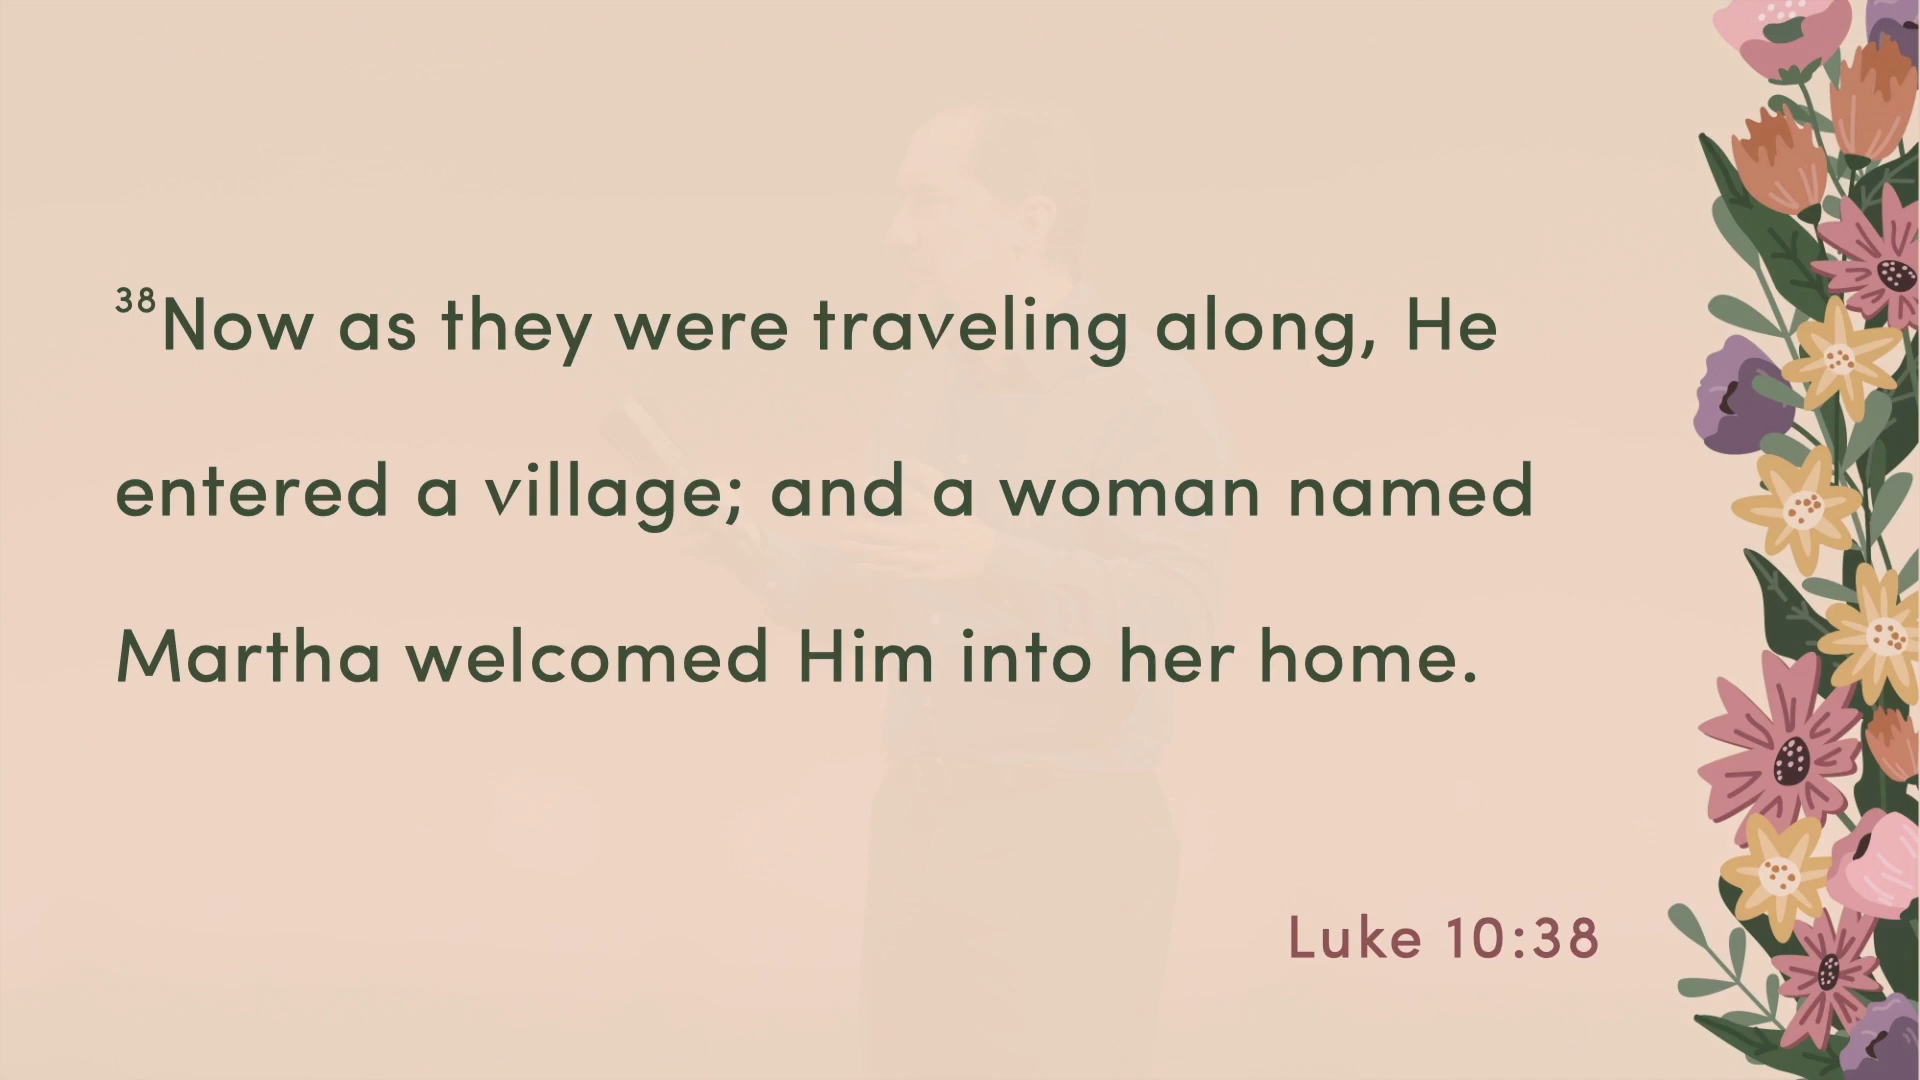 38Now as they were traveling along, He
entered a village; and a woman named
Martha welcomed Him into her home.
Luke 10:38